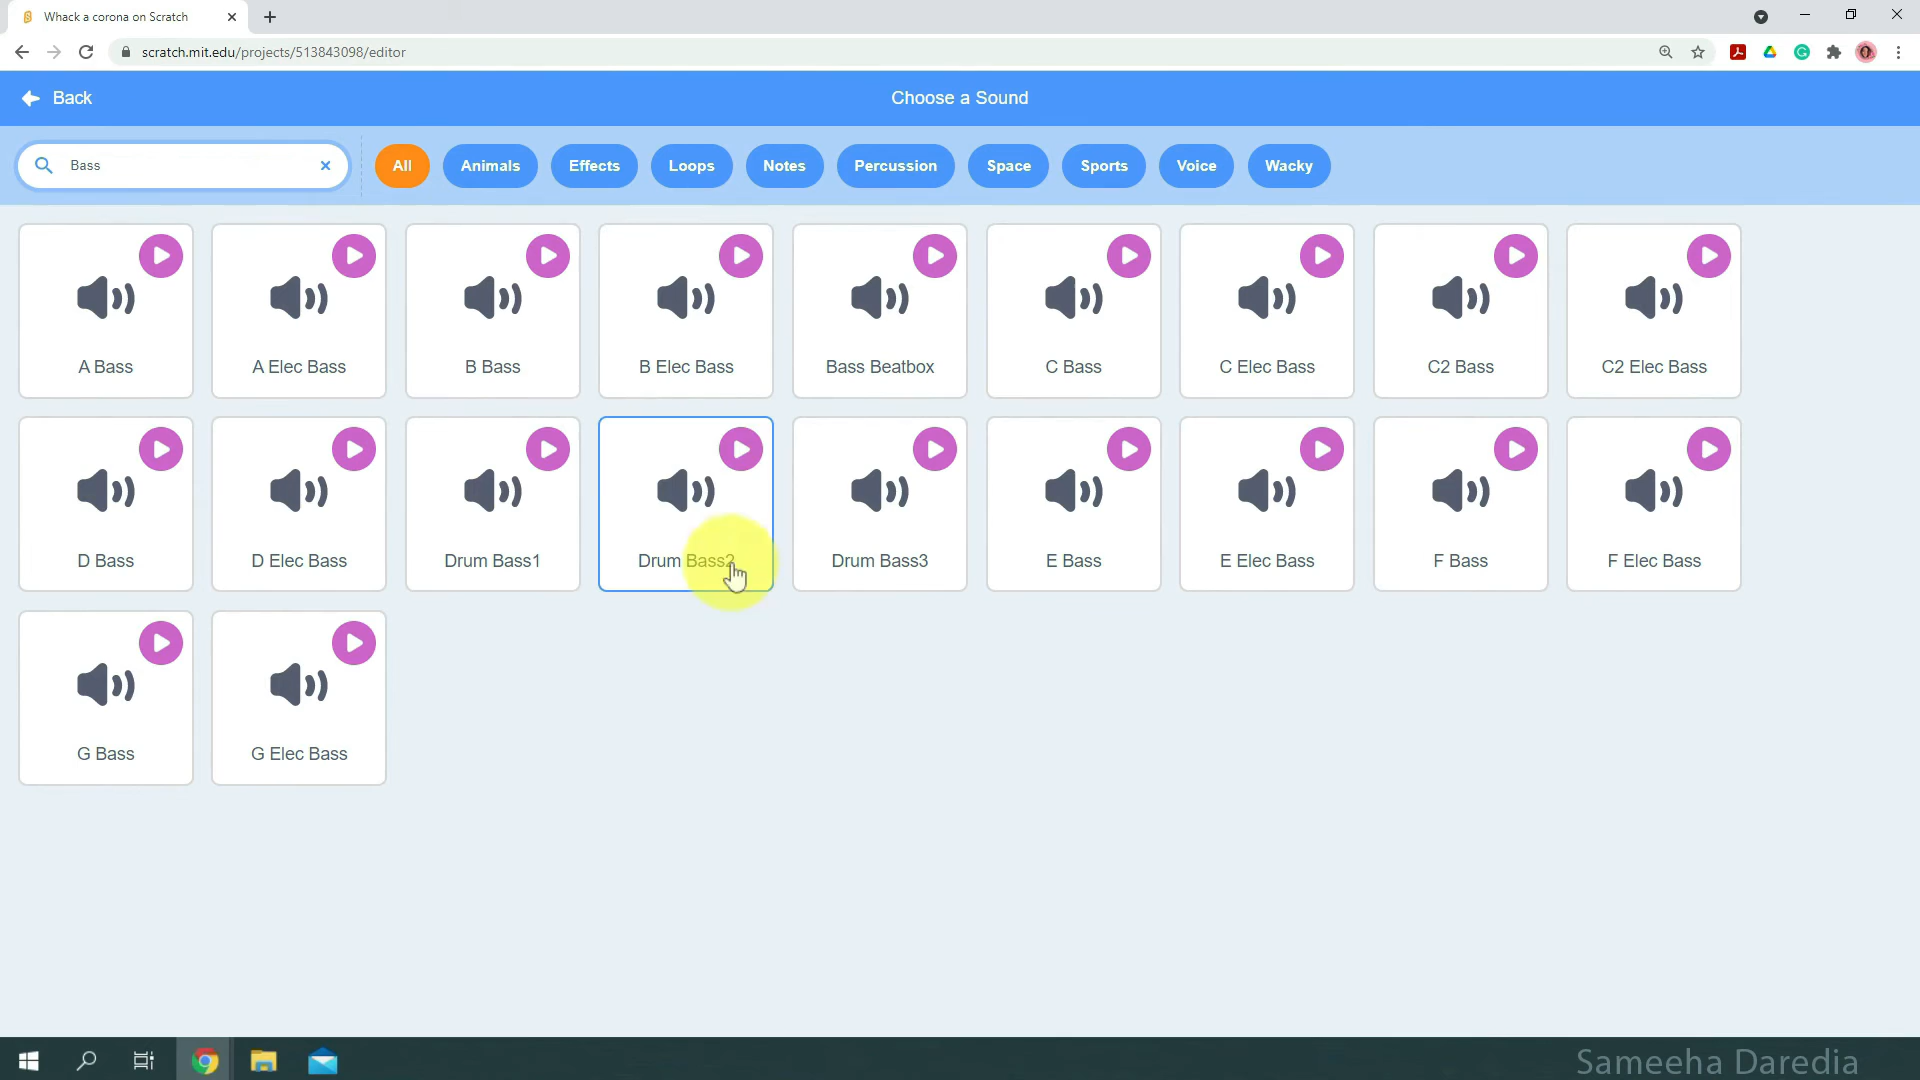 Whack a corona on Scratch
scratch.mit.edu/projects/513843098/editor
Back
Choose a Sound
Bass
All
Animals
Effects
Loops
Notes
Percussion
Space
Sports
Voice
Wacky
A Bass
A Elec Bass
B Bass
B Elec Bass
Bass Beatbox
C Bass
C Elec Bass
C2 Bass
C2 Elec Bass
D Bass
D Elec Bass
Drum Bass1
Drum Bass2
Drum Bass3
E Bass
E Elec Bass
F Bass
F Elec Bass
G Bass
G Elec Bass
Sameeha Daredia